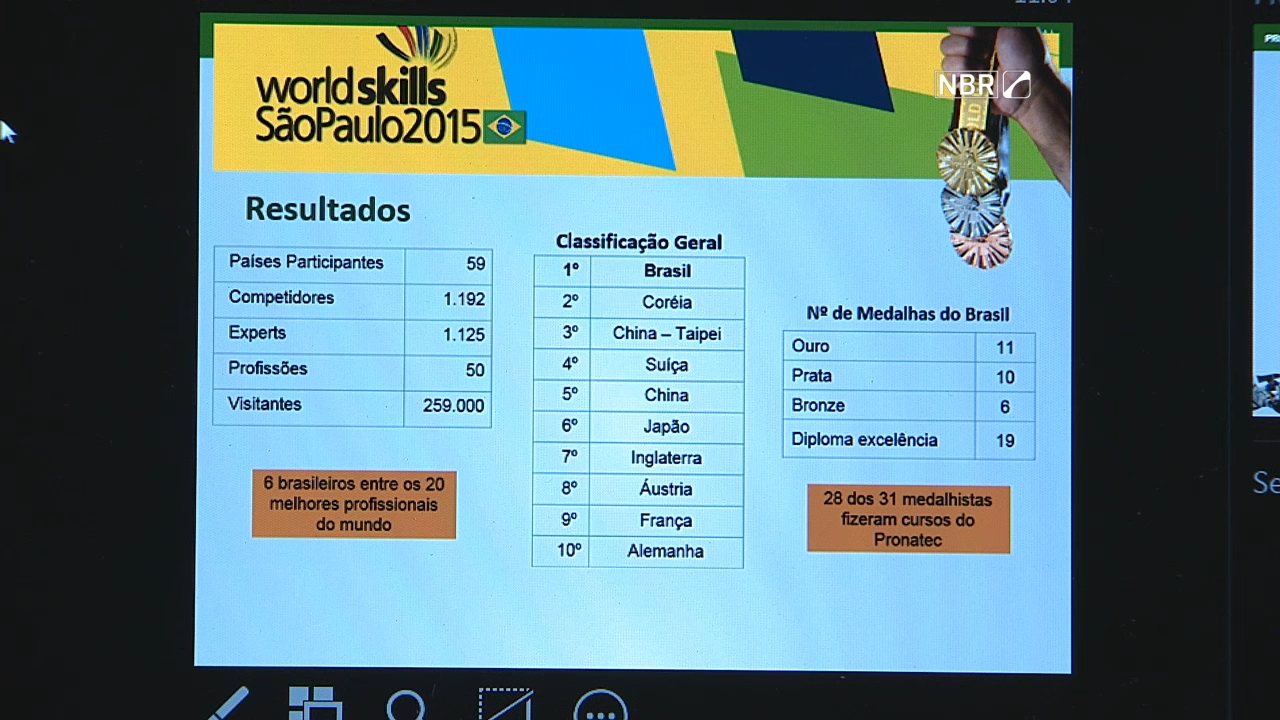 NBR
worldskills
SãoPaulo2015
Resultados
Países Participantes 59
Competidores 1.192
Experts 1.125
Profissões 50
Visitantes 259.000
6 brasileiros entre os 20
melhores profissionais
do mundo
Classificação Geral
1º Brasil
2º Coréia
3º China – Taipei
4º Suíça
5º China
6º Japão
7º Inglaterra
8º Áustria
9º França
10º Alemanha
Nº de Medalhas do Brasil
Ouro 11
Prata 10
Bronze 6
Diploma excelência 19
28 dos 31 medalhistas
fizeram cursos do
Pronatec
Se